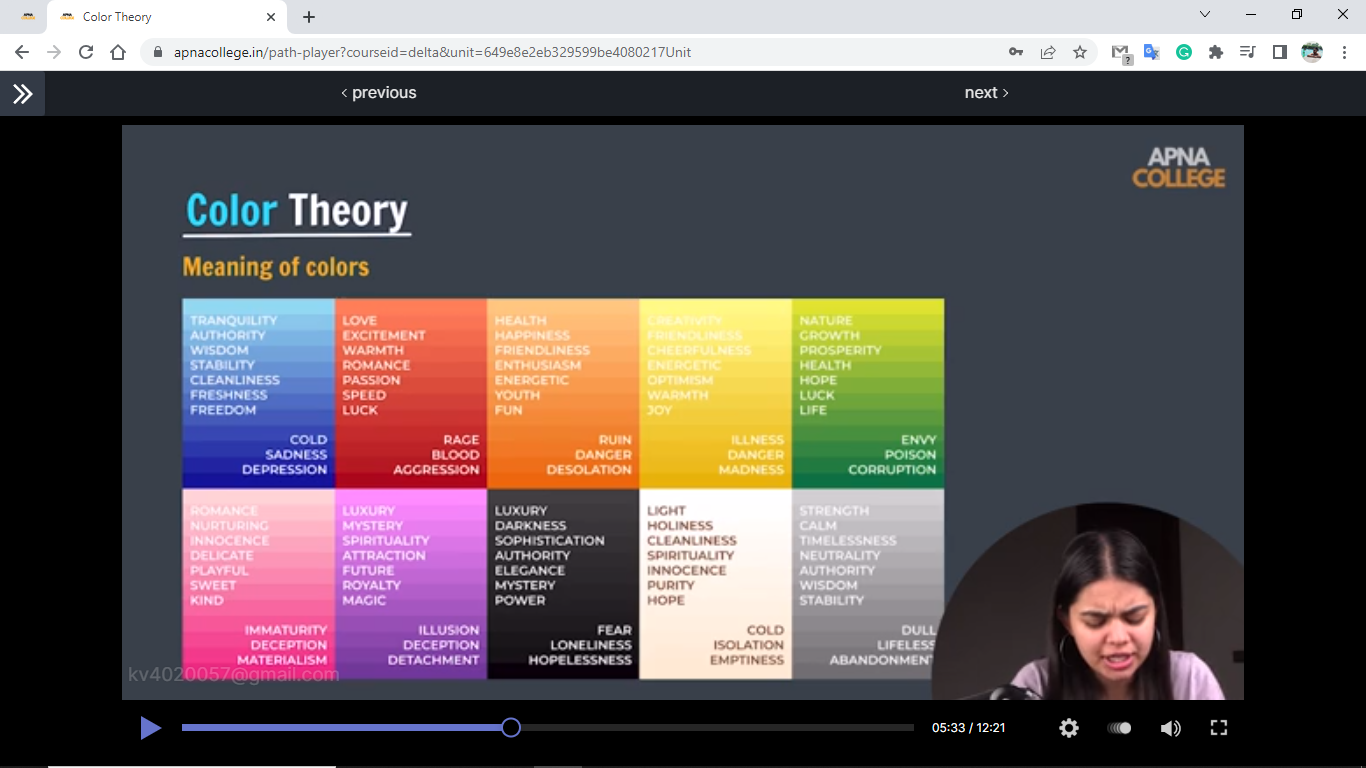 Color Theory
apnacollege.in/path-player?courseid=delta&unit=649e8e2eb329599be4080217Unit
‹ previous
next ›
APNA
COLLEGE
Color Theory
Meaning of colors
TRANQUILITY
AUTHORITY
WISDOM
STABILITY
CLEANLINESS
FRESHNESS
FREEDOM
COLD
SADNESS
DEPRESSION
LOVE
EXCITEMENT
WARMTH
ROMANCE
PASSION
SPEED
LUCK
RAGE
BLOOD
AGGRESSION
HEALTH
HAPPINESS
FRIENDLINESS
ENTHUSIASM
ENERGETIC
YOUTH
FUN
RUIN
DANGER
DESOLATION
CREATIVITY
FRIENDLINESS
CHEERFULNESS
ENERGETIC
OPTIMISM
WARMTH
JOY
ILLNESS
DANGER
MADNESS
NATURE
GROWTH
PROSPERITY
HEALTH
HOPE
LUCK
LIFE
ENVY
POISON
CORRUPTION
ROMANCE
NURTURING
INNOCENCE
DELICATE
PLAYFUL
SWEET
KIND
IMMATURITY
DECEPTION
MATERIALISM
LUXURY
MYSTERY
SPIRITUALITY
ATTRACTION
FUTURE
ROYALTY
MAGIC
ILLUSION
DECEPTION
DETACHMENT
LUXURY
DARKNESS
SOPHISTICATION
AUTHORITY
ELEGANCE
MYSTERY
POWER
FEAR
LONELINESS
HOPELESSNESS
LIGHT
HOLINESS
CLEANLINESS
SPIRITUALITY
INNOCENCE
PURITY
HOPE
COLD
ISOLATION
EMPTINESS
STRENGTH
CALM
TIMELESSNESS
NEUTRALITY
AUTHORITY
WISDOM
STABILITY
DULL
LIFELESS
ABANDONMENT
kv4020057@gmail.com
05:33 / 12:21